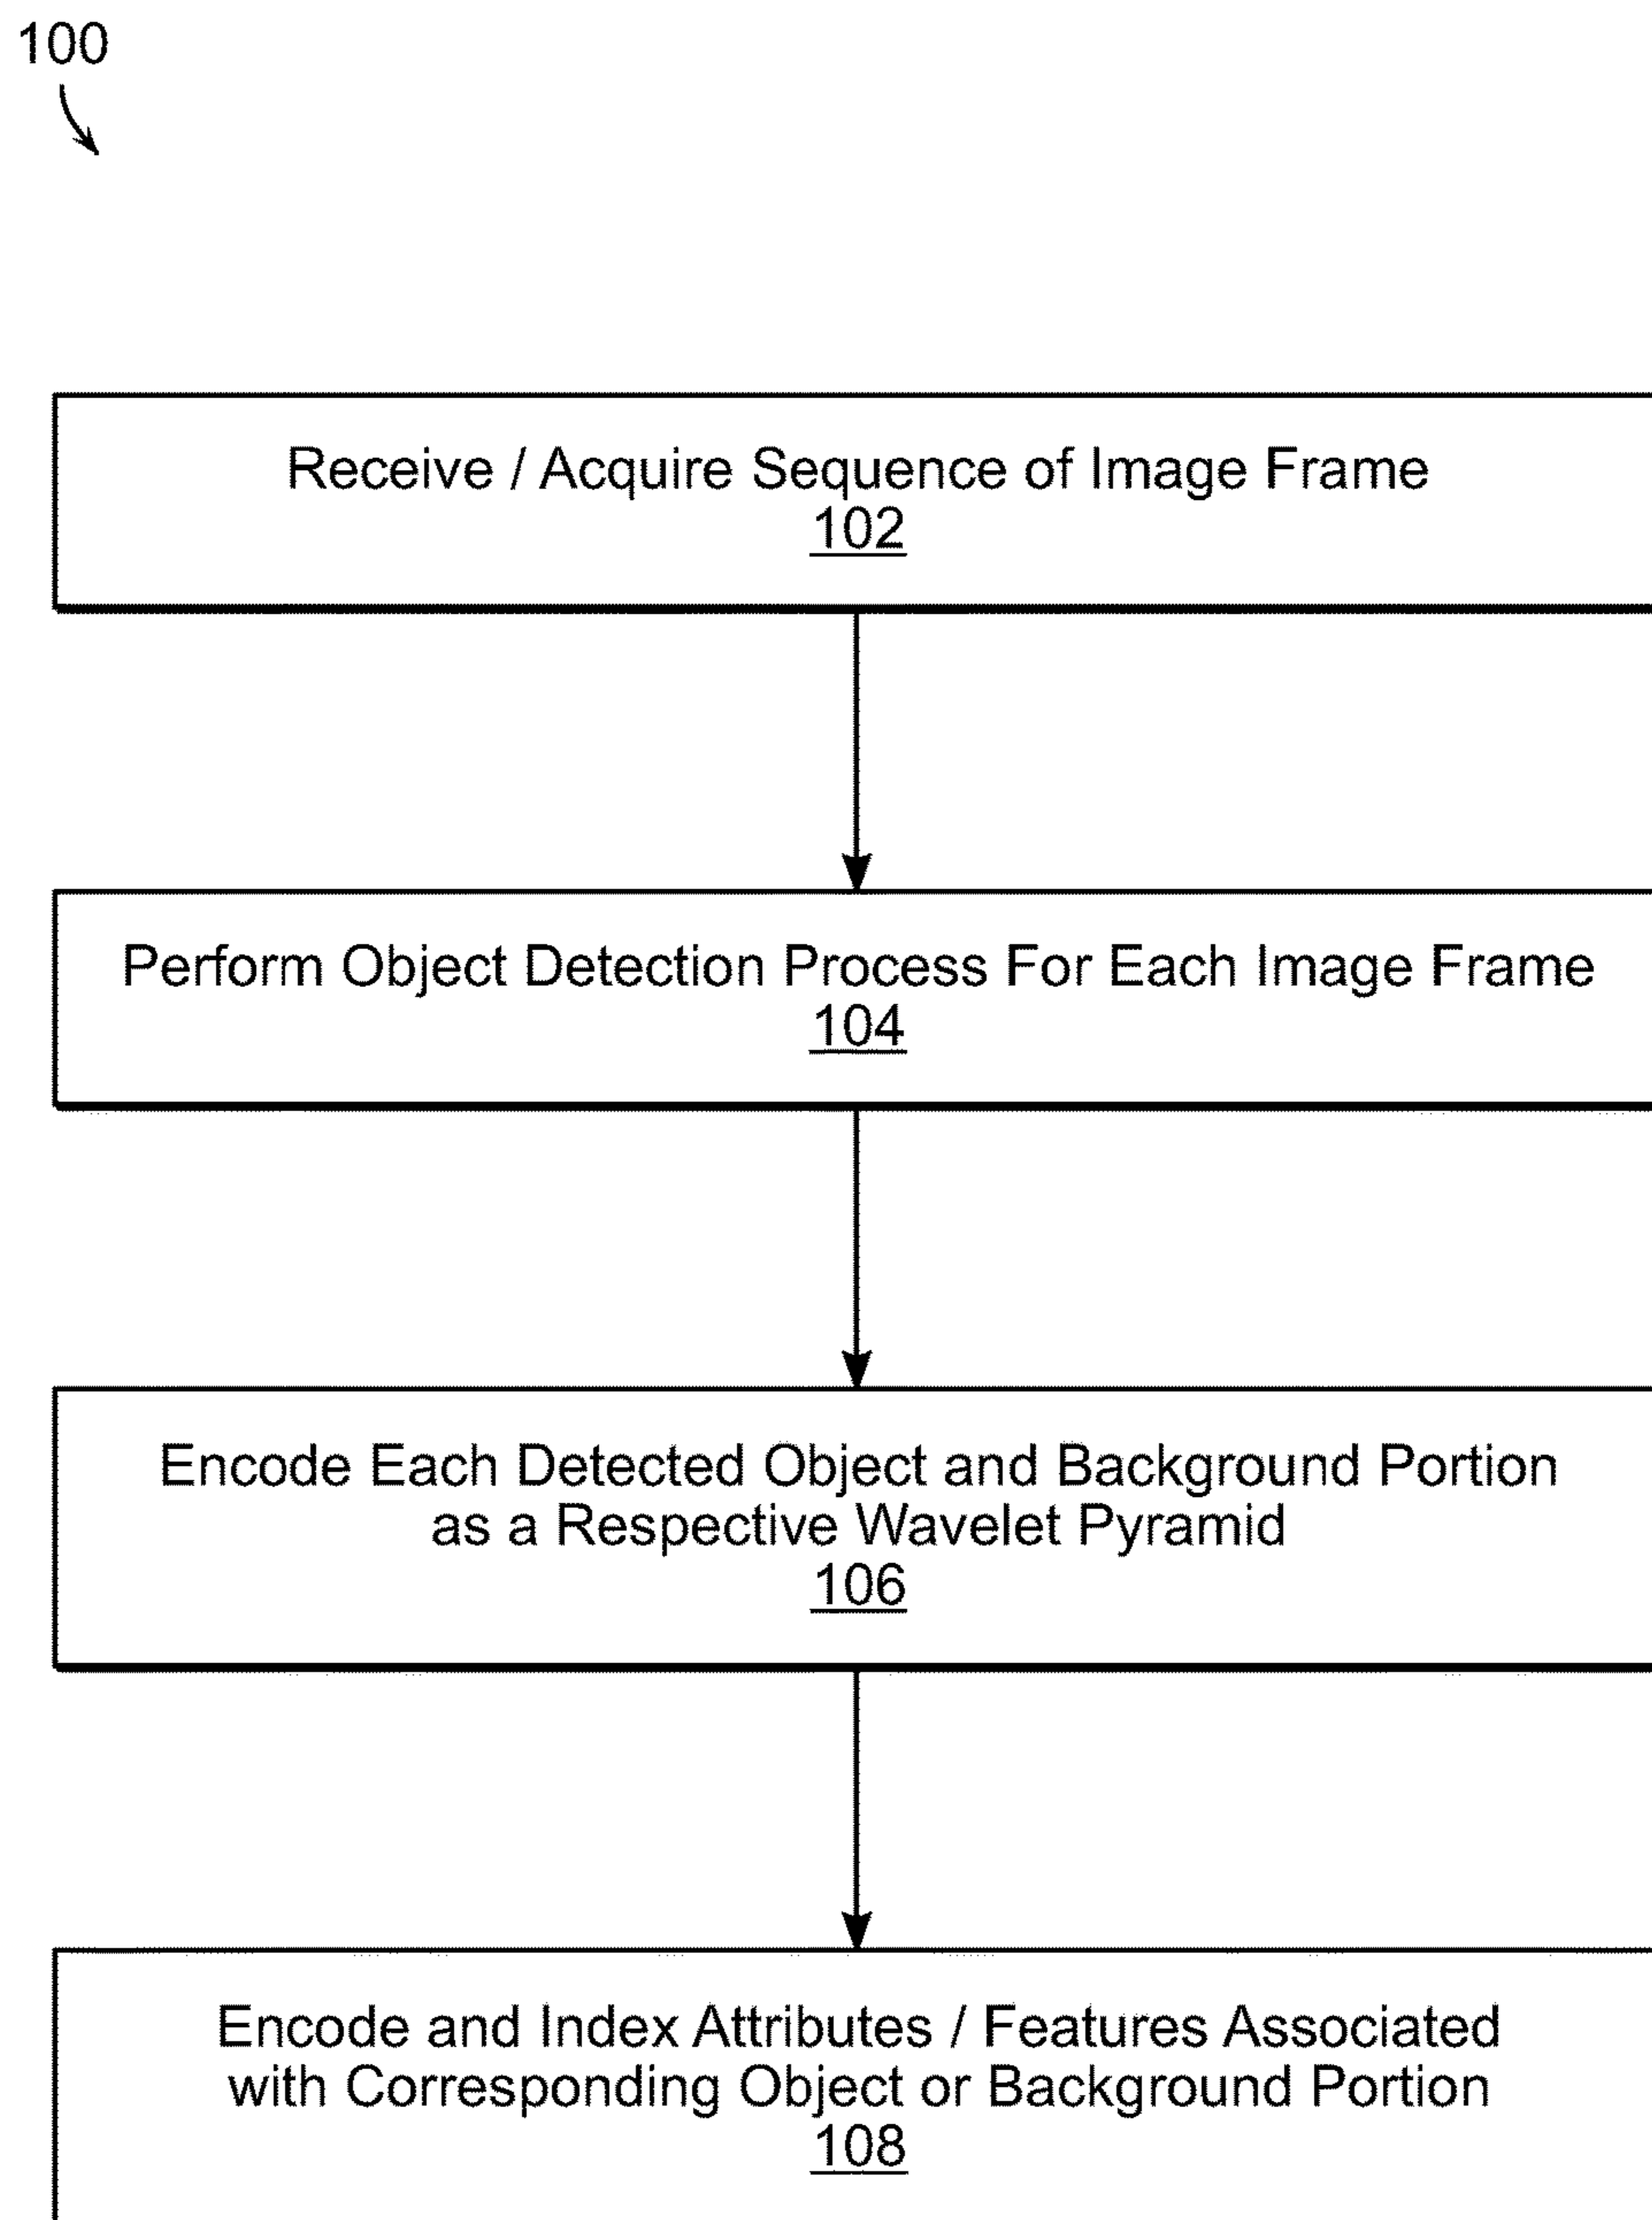 100
Receive / Acquire Sequence of Image Frame
102
Perform Object Detection Process For Each Image Frame
104
Encode Each Detected Object and Background Portion
as a Respective Wavelet Pyramid
106
Encode and Index Attributes / Features Associated
with Corresponding Object or Background Portion
108